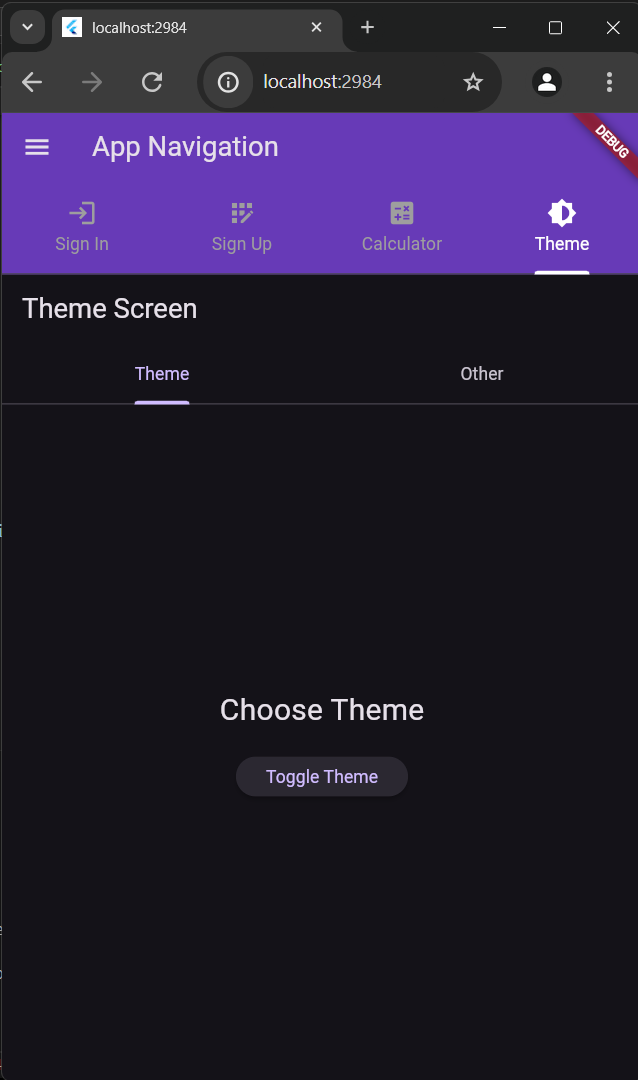 localhost:2984
localhost:2984
App Navigation
DEBUG
Sign In
Sign Up
Calculator
Theme
Theme Screen
Theme
Other
Choose Theme
Toggle Theme